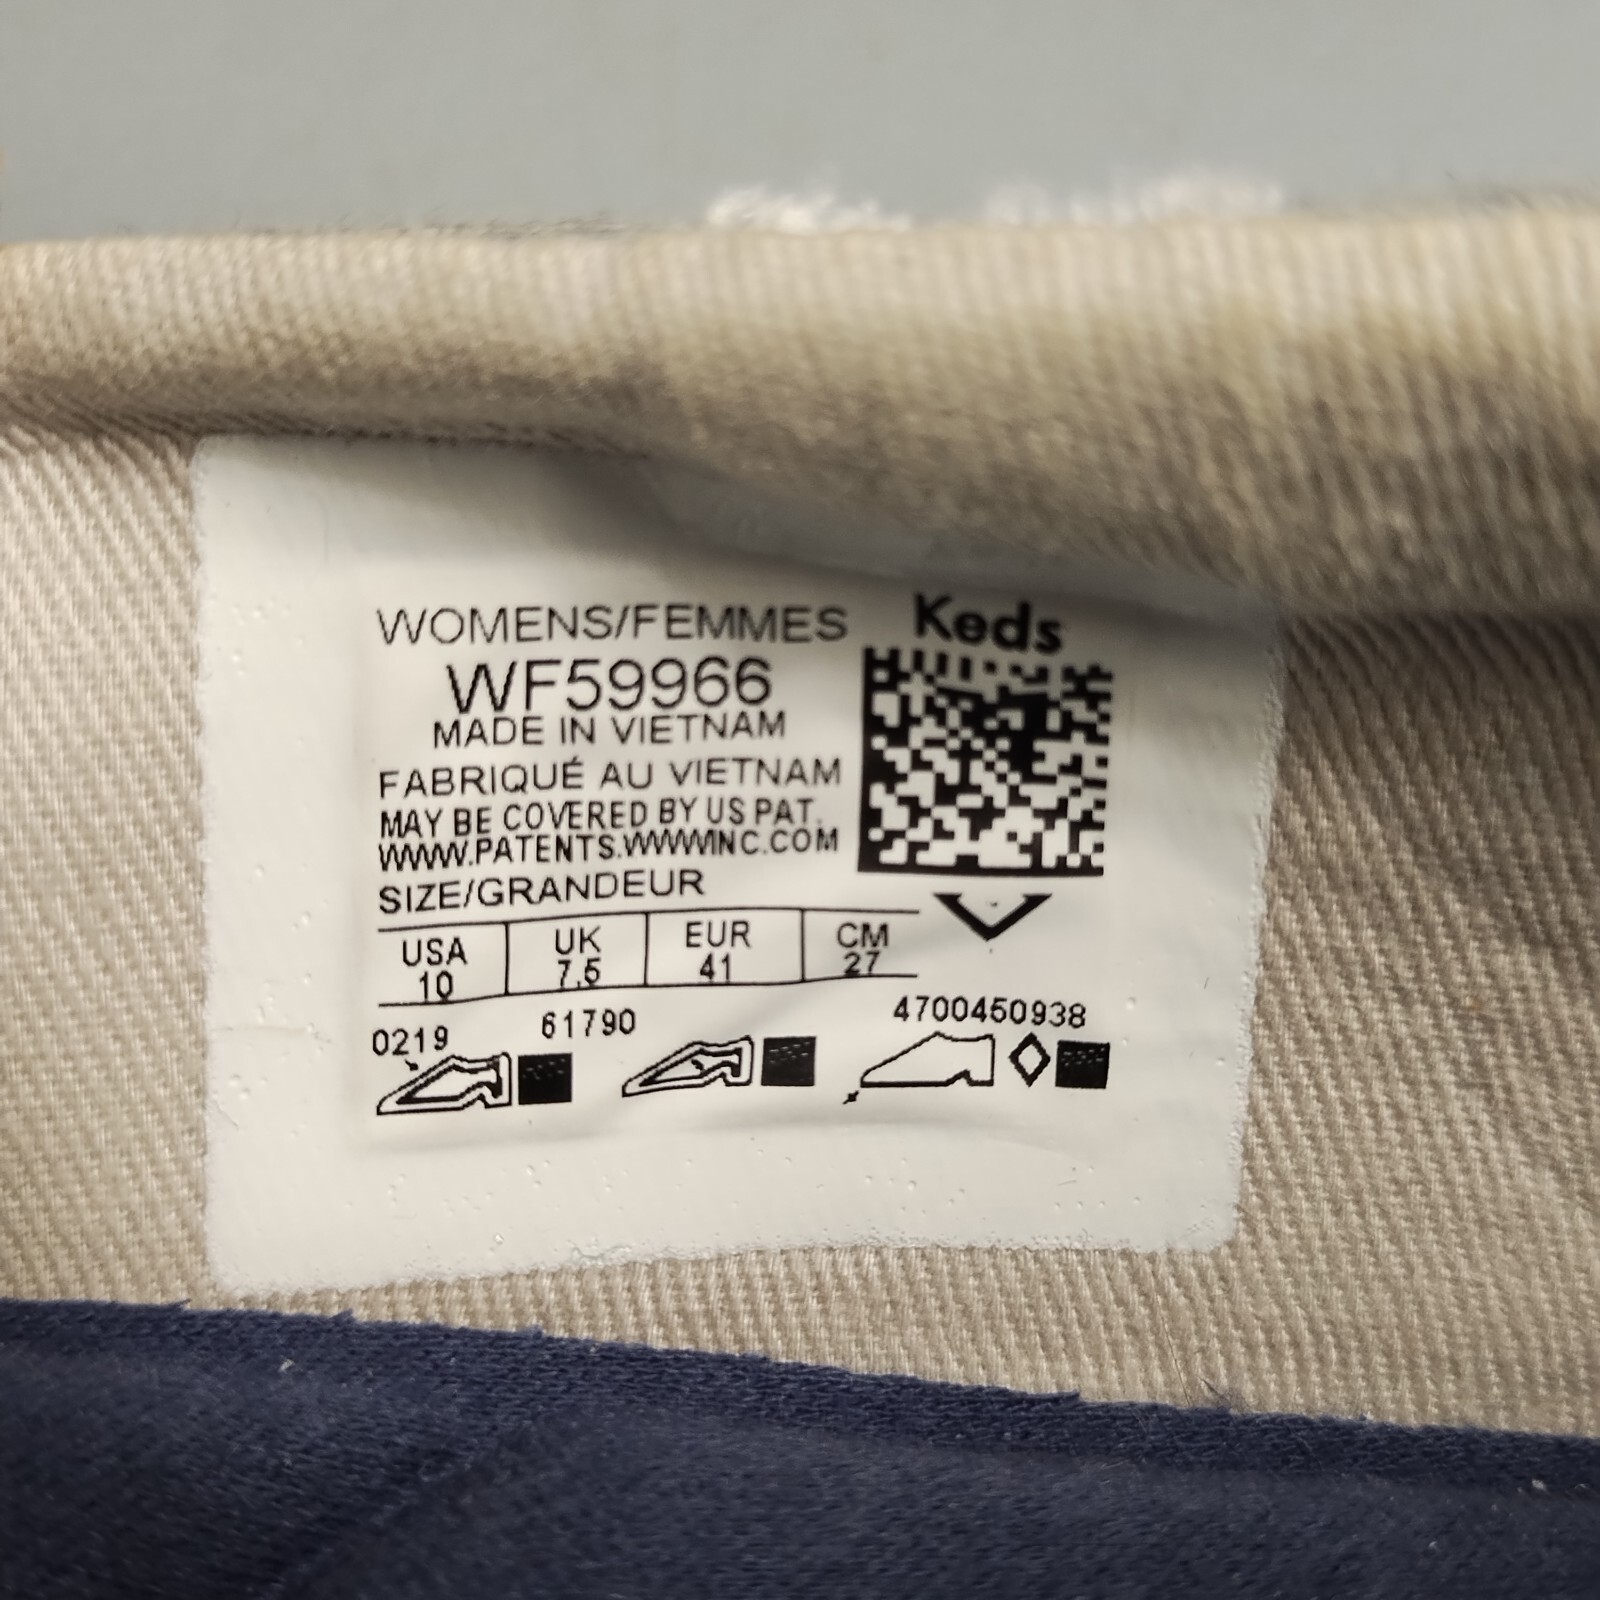 WOMENS/FEMMES
Keds
WF59966
MADE IN VIETNAM
FABRIQUÉ AU VIETNAM
MAY BE COVERED BY US PAT.
WWW.PATENTS.WWWINC.COM
SIZE/GRANDEUR
USA UK EUR CM
10 7,5 41 27
0219 61790 4700450938